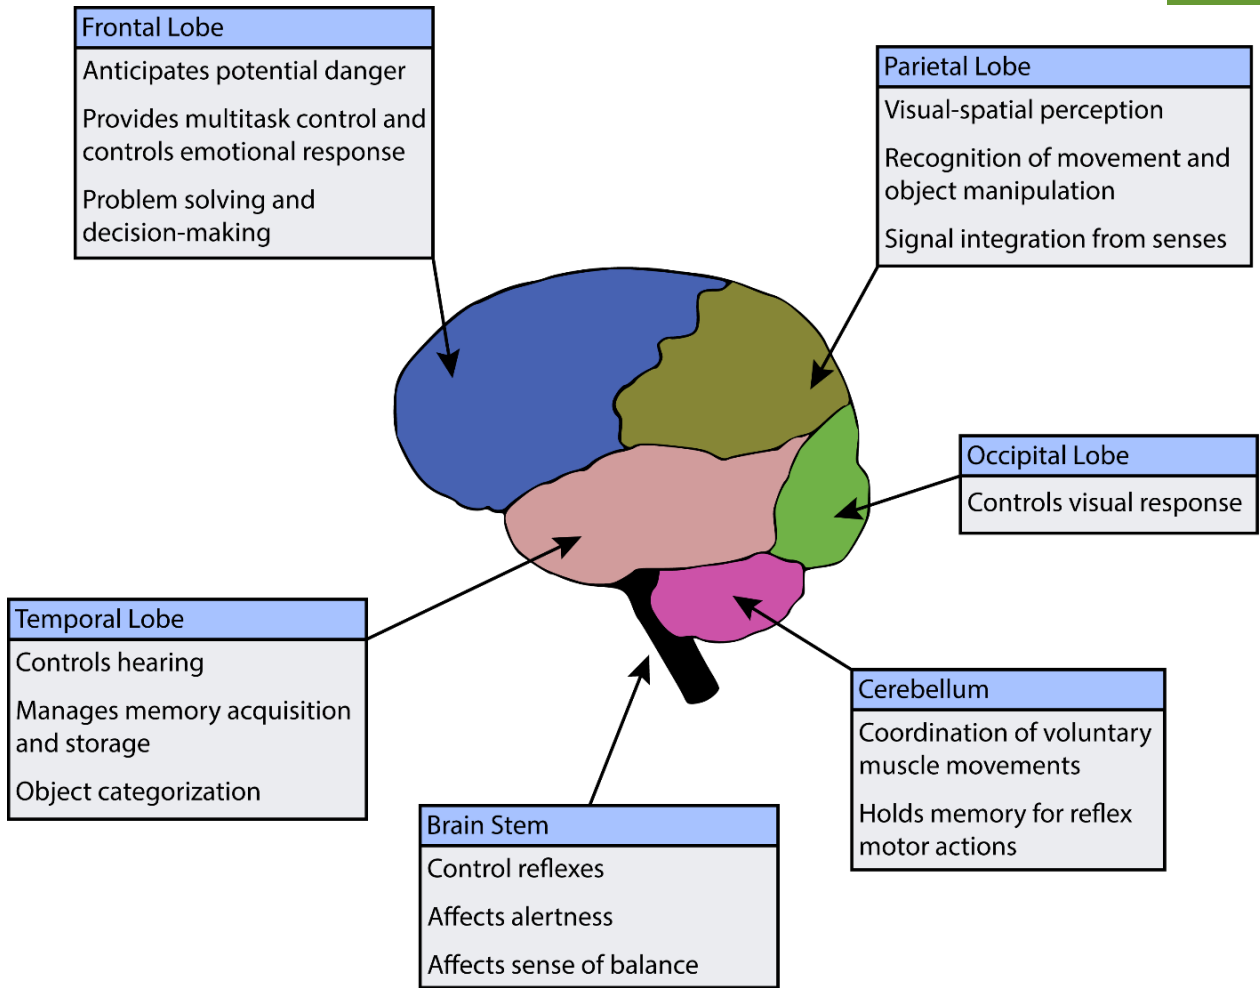 Frontal Lobe
Anticipates potential danger
Provides multitask control and
controls emotional response
Problem solving and
decision-making
Parietal Lobe
Visual-spatial perception
Recognition of movement and
object manipulation
Signal integration from senses
Occipital Lobe
Controls visual response
Temporal Lobe
Controls hearing
Manages memory acquisition
and storage
Object categorization
Cerebellum
Coordination of voluntary
muscle movements
Holds memory for reflex
motor actions
Brain Stem
Control reflexes
Affects alertness
Affects sense of balance